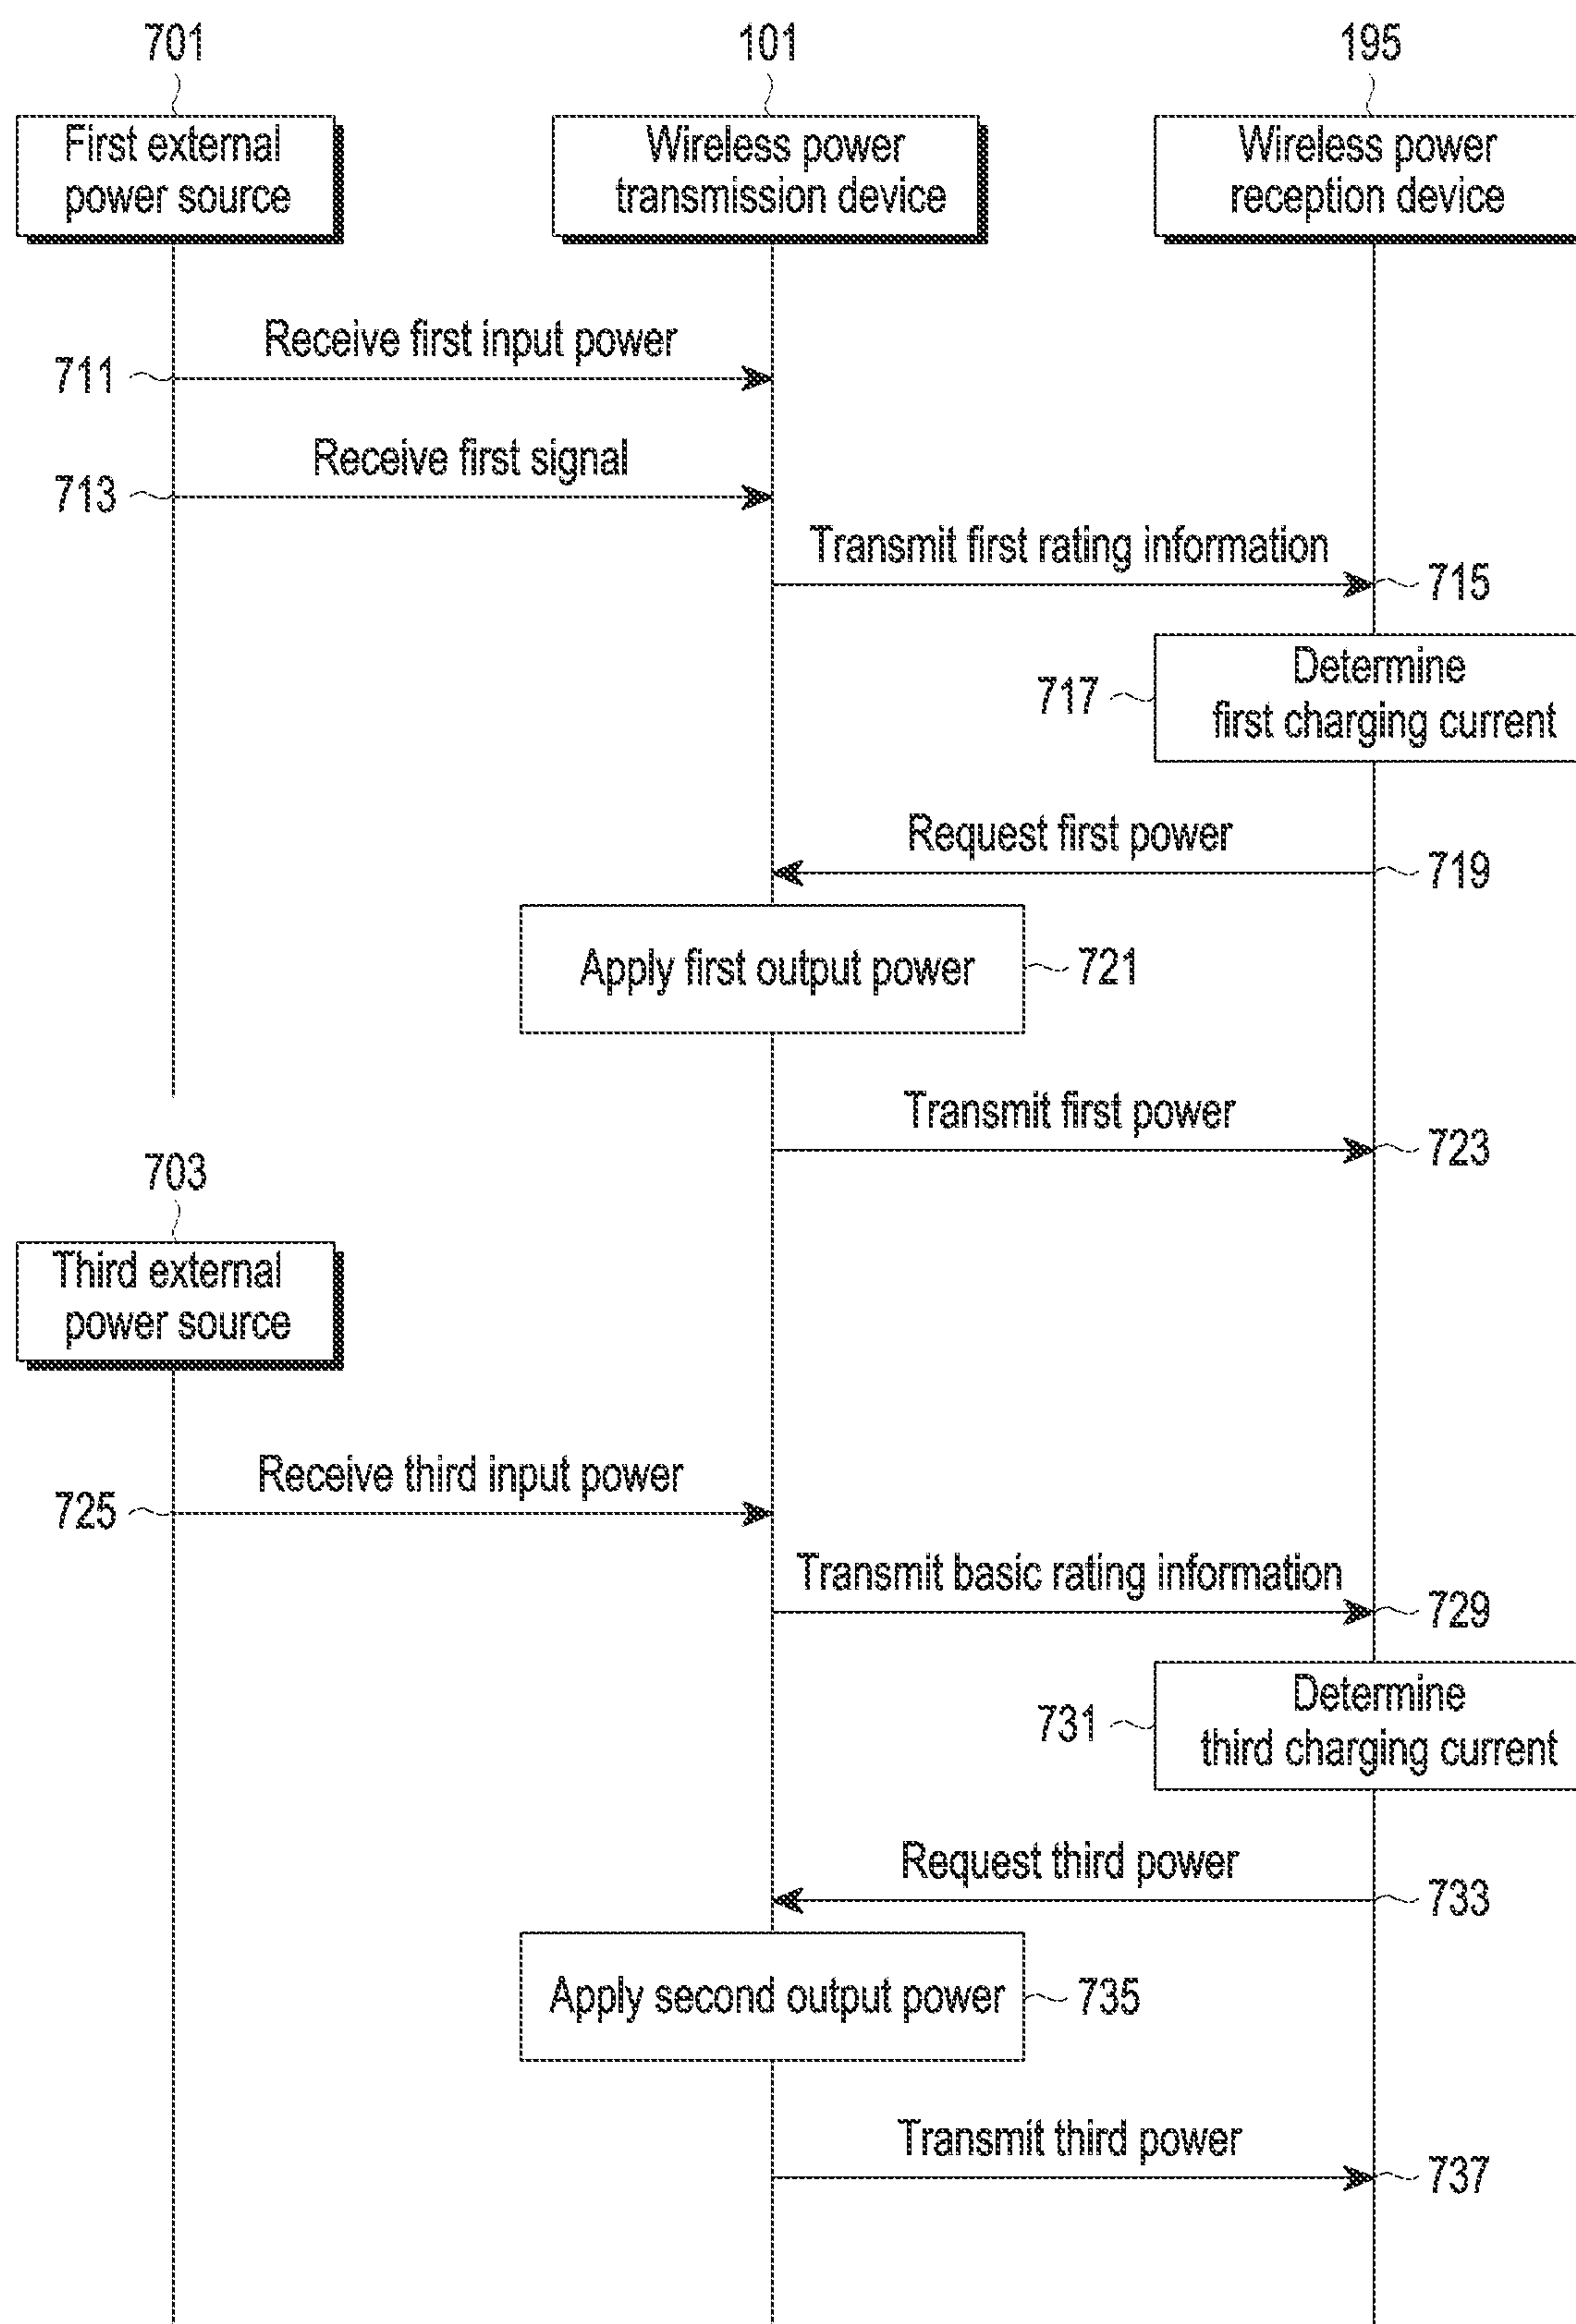 701
101
195
First external
power source
Wireless power
transmission device
Wireless power
reception device
Receive first input power
711
Receive first signal
713
Transmit first rating information
715
Determine
first charging current
717
Request first power
719
Apply first output power
721
Transmit first power
723
703
Third external
power source
Receive third input power
725
Transmit basic rating information
729
Determine
third charging current
731
Request third power
733
Apply second output power
735
Transmit third power
737